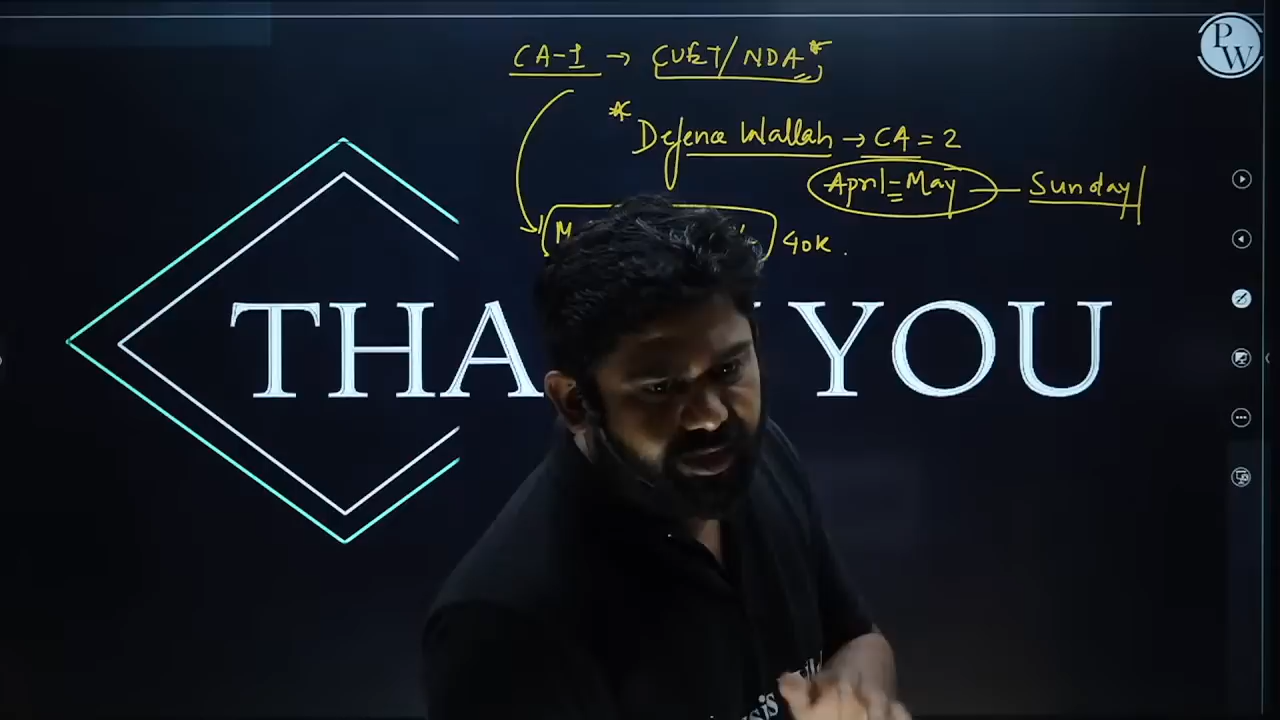 PW
CA-1 → CUET/NDA*
* Defence Wallah → CA = 2
April = May — Sunday
40K.
THA YOU